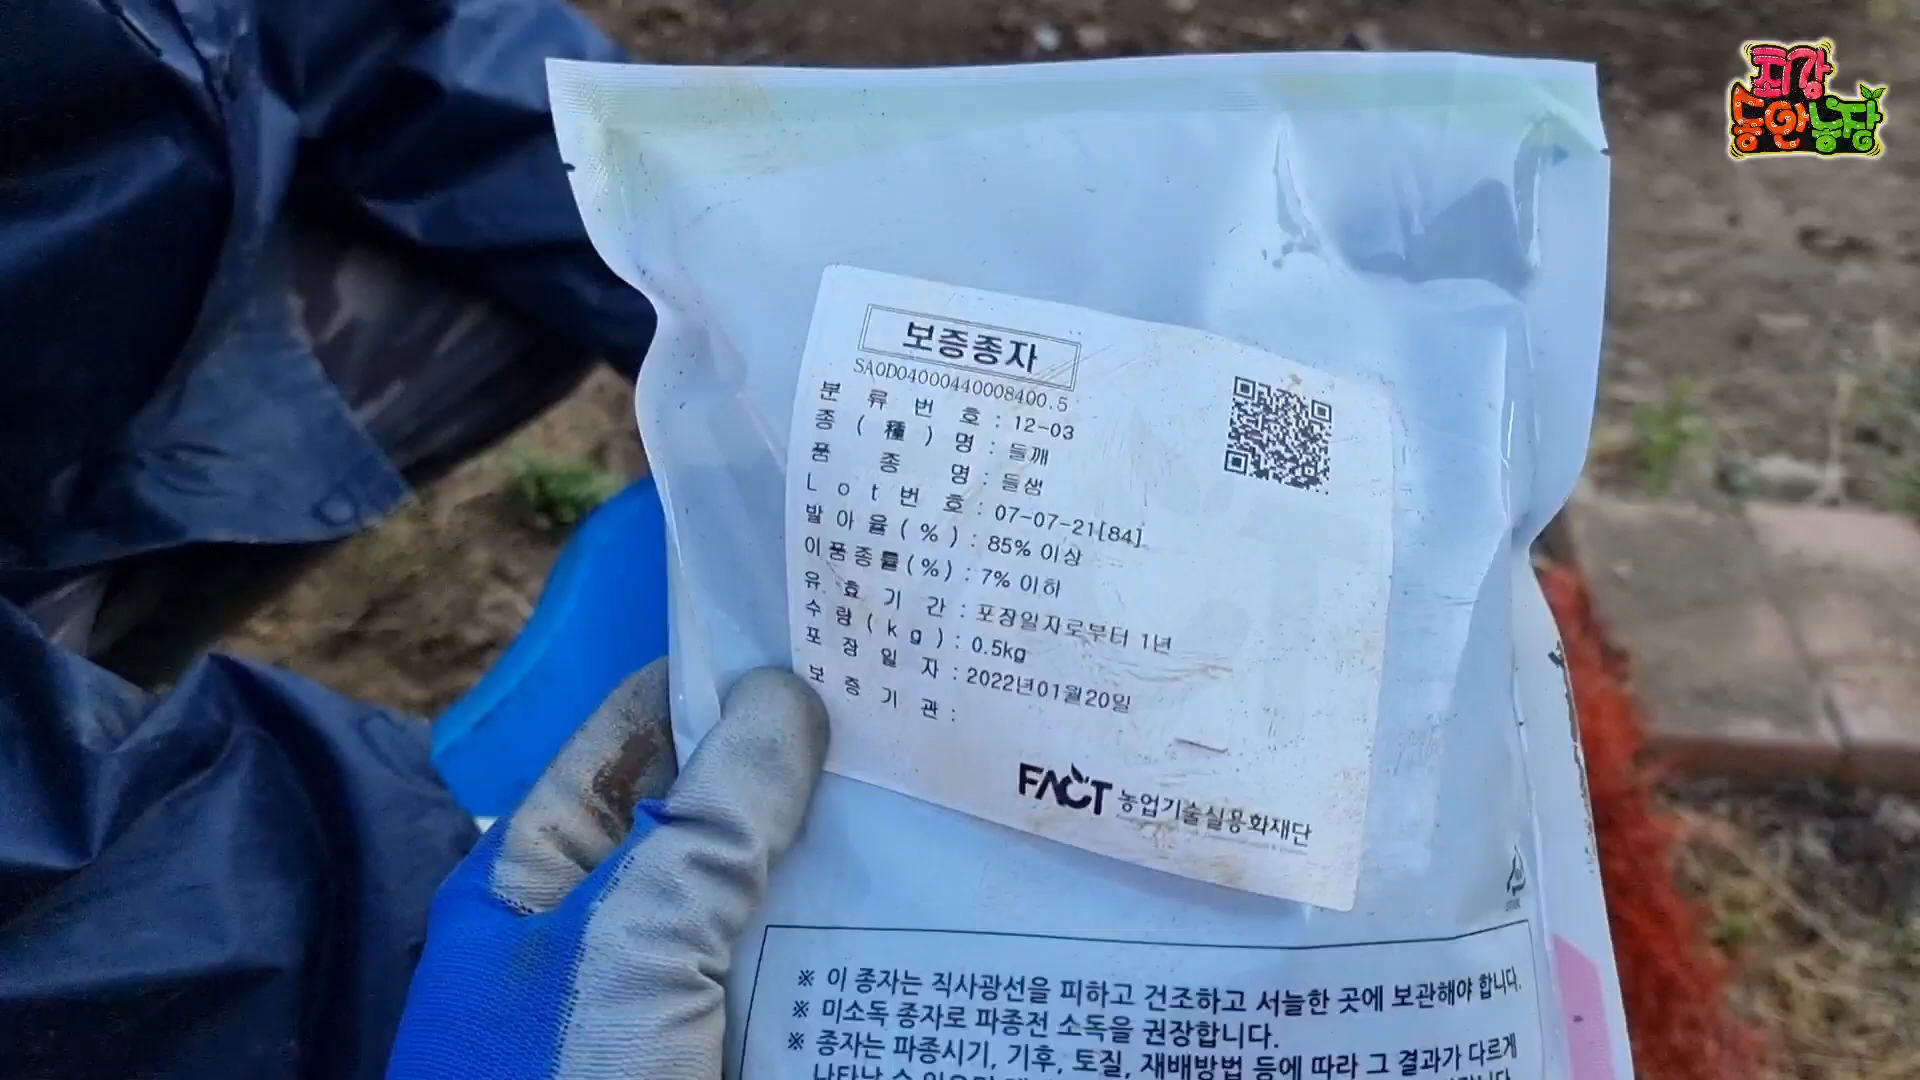 최강
동안농장
보증종자
SA0D04000440008400.5
분류번호 : 12-03
종(種)명 : 들깨
품종명 : 들샘
Lot번호 : 07-07-21[84]
발아율(%) : 85% 이상
이품종률(%) : 7% 이하
유효기간 : 포장일자로부터 1년
수량(kg) : 0.5kg
포장일자 : 2022년01월20일
보증기관 :
FACT 농업기술실용화재단
※ 이 종자는 직사광선을 피하고 건조하고 서늘한 곳에 보관해야 합니다.
※ 미소독 종자로 파종전 소독을 권장합니다.
※ 종자는 파종시기, 기후, 토질, 재배방법 등에 따라 그 결과가 다르게